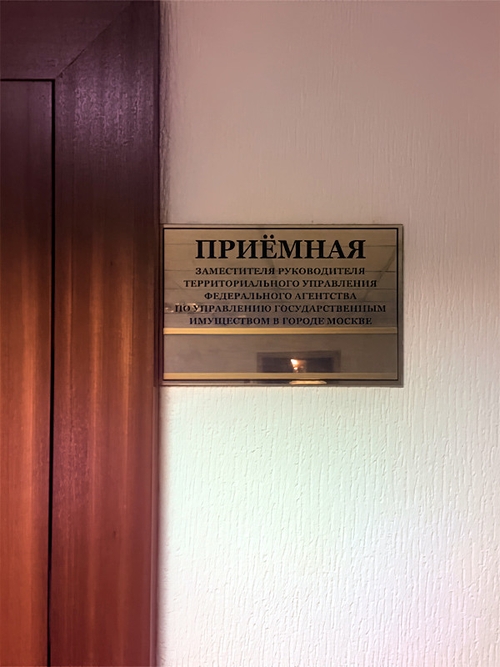 ПРИЁМНАЯ
ЗАМЕСТИТЕЛЯ РУКОВОДИТЕЛЯ
ТЕРРИТОРИАЛЬНОГО УПРАВЛЕНИЯ
ФЕДЕРАЛЬНОГО АГЕНТСТВА
ПО УПРАВЛЕНИЮ ГОСУДАРСТВЕННЫМ
ИМУЩЕСТВОМ В ГОРОДЕ МОСКВЕ